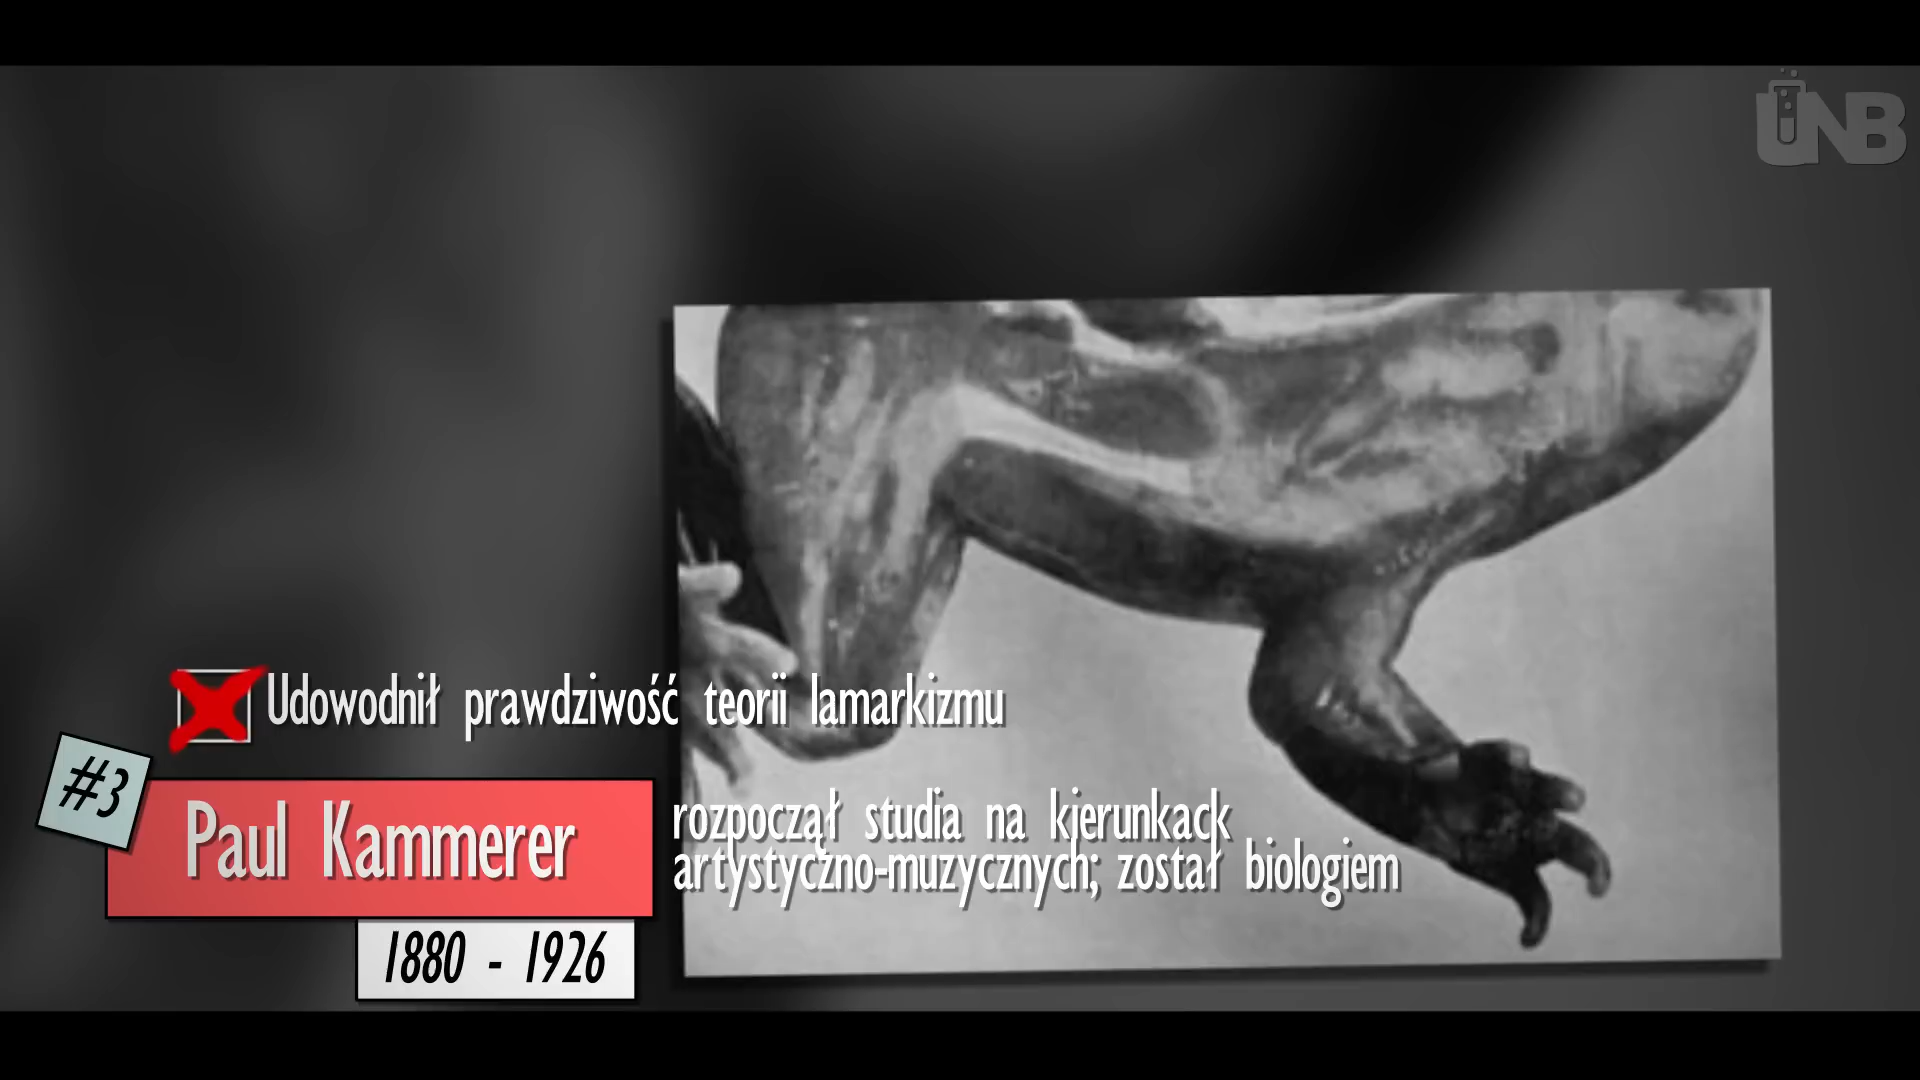 UNB
Udowodnił prawdziwość teorii lamarkizmu
#3
Paul Kammerer
rozpoczął studia na kierunkack
artystyczno-muzycznych; został biologiem
1880 - 1926